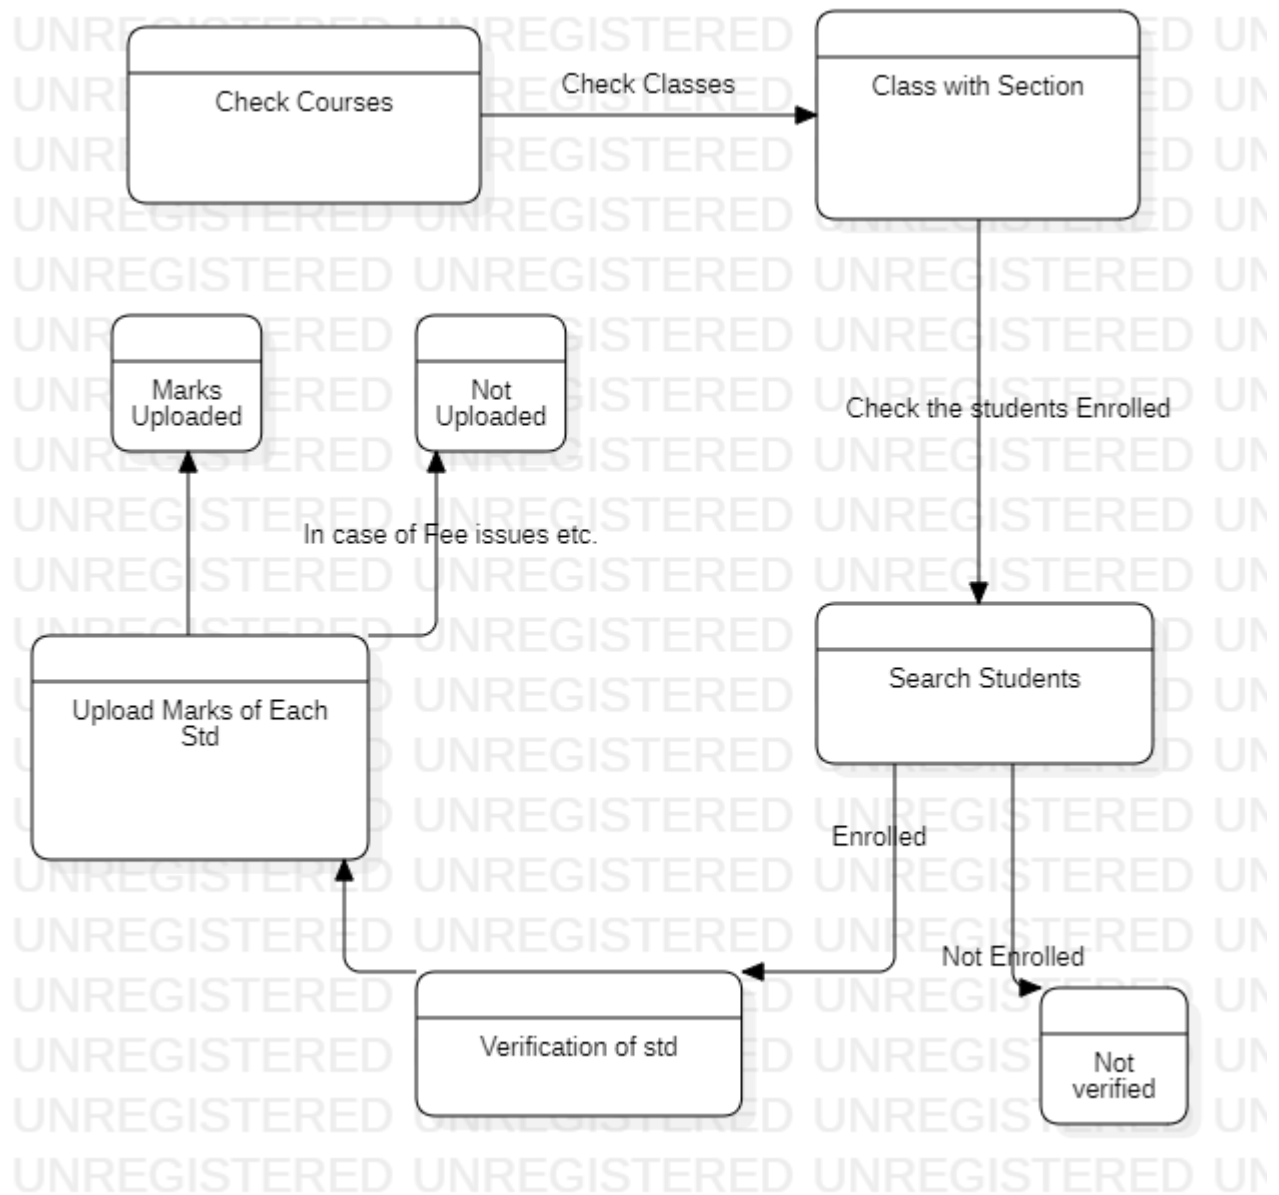 Check Courses
Check Classes
Class with Section
Marks
Uploaded
Not
Uploaded
Check the students Enrolled
In case of Fee issues etc.
Upload Marks of Each
Std
Search Students
Enrolled
Not Enrolled
Verification of std
Not
verified
UNREGISTERED